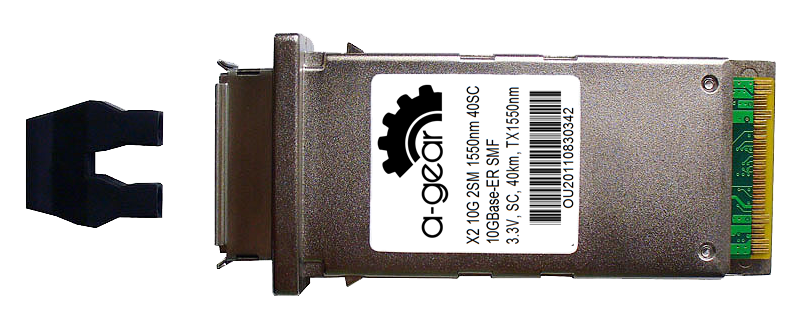 a-gear
X2 10G 2SM 1550nm 40SC
10GBase-ER SMF
3.3V, SC, 40km, TX1550nm
OU20110830342